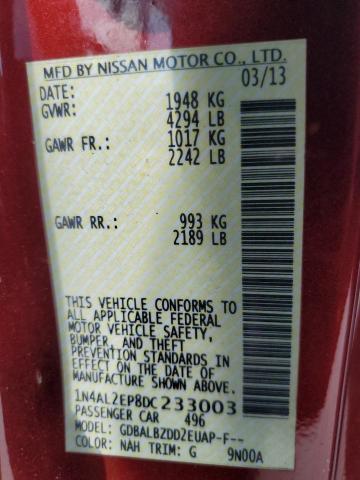 MFD BY NISSAN MOTOR CO., LTD.
DATE: 03/13
GVWR: 1948 KG
4294 LB
GAWR FR.: 1017 KG
2242 LB
GAWR RR.: 993 KG
2189 LB
THIS VEHICLE CONFORMS TO
ALL APPLICABLE FEDERAL
MOTOR VEHICLE SAFETY,
BUMPER, AND THEFT
PREVENTION STANDARDS IN
EFFECT ON THE DATE OF
MANUFACTURE SHOWN ABOVE.
1N4AL2EP8DC233003
PASSENGER CAR 496
MODEL: GDBALBZDD2EUAP-F--
COLOR: NAH TRIM: G 9N00A